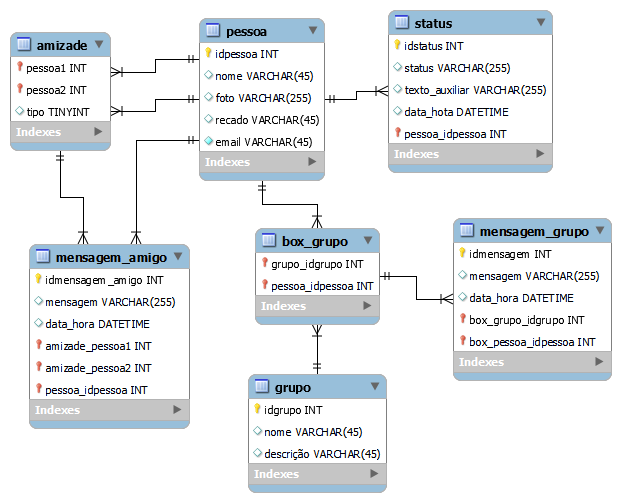 amizade
pessoa1 INT
pessoa2 INT
tipo TINYINT
Indexes
pessoa
idpessoa INT
nome VARCHAR(45)
foto VARCHAR(255)
recado VARCHAR(45)
email VARCHAR(45)
Indexes
status
idstatus INT
status VARCHAR(255)
texto_auxiliar VARCHAR(255)
data_hota DATETIME
pessoa_idpessoa INT
Indexes
mensagem_amigo
idmensagem_amigo INT
mensagem VARCHAR(255)
data_hora DATETIME
amizade_pessoa1 INT
amizade_pessoa2 INT
pessoa_idpessoa INT
Indexes
box_grupo
grupo_idgrupo INT
pessoa_idpessoa INT
Indexes
mensagem_grupo
idmensagem INT
mensagem VARCHAR(255)
data_hora DATETIME
box_grupo_idgrupo INT
box_pessoa_idpessoa INT
Indexes
grupo
idgrupo INT
nome VARCHAR(45)
descrição VARCHAR(45)
Indexes